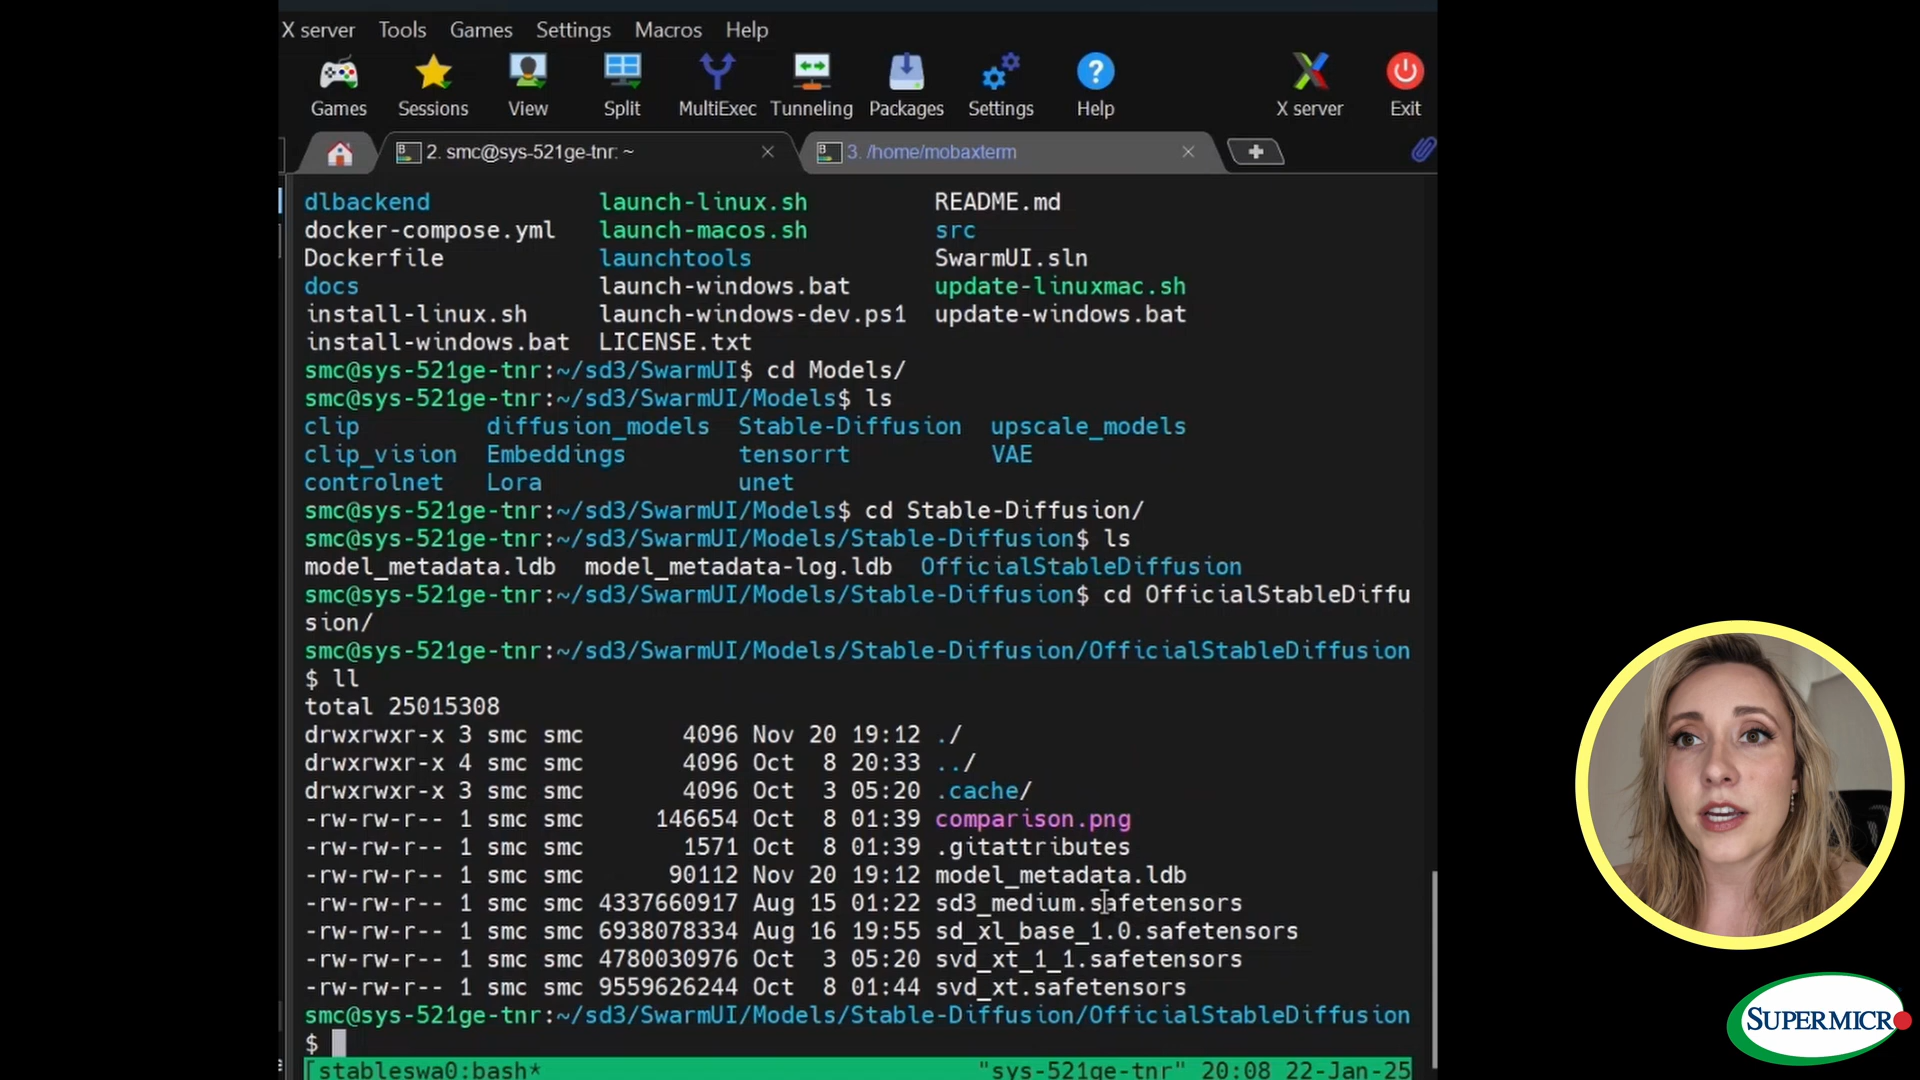 X server Tools Games Settings Macros Help
Games Sessions View Split MultiExec Tunneling Packages Settings Help X server Exit
2. smc@sys-521ge-tnr: ~ 3. /home/mobaxterm
dlbackend launch-linux.sh README.md
docker-compose.yml launch-macos.sh src
Dockerfile launchtools SwarmUI.sln
docs launch-windows.bat update-linuxmac.sh
install-linux.sh launch-windows-dev.ps1 update-windows.bat
install-windows.bat LICENSE.txt
smc@sys-521ge-tnr:~/sd3/SwarmUI$ cd Models/
smc@sys-521ge-tnr:~/sd3/SwarmUI/Models$ ls
clip diffusion_models Stable-Diffusion upscale_models
clip_vision Embeddings tensorrt VAE
controlnet Lora unet
smc@sys-521ge-tnr:~/sd3/SwarmUI/Models$ cd Stable-Diffusion/
smc@sys-521ge-tnr:~/sd3/SwarmUI/Models/Stable-Diffusion$ ls
model_metadata.ldb model_metadata-log.ldb OfficialStableDiffusion
smc@sys-521ge-tnr:~/sd3/SwarmUI/Models/Stable-Diffusion$ cd OfficialStableDiffu
sion/
smc@sys-521ge-tnr:~/sd3/SwarmUI/Models/Stable-Diffusion/OfficialStableDiffusion
$ ll
total 25015308
drwxrwxr-x 3 smc smc 4096 Nov 20 19:12 ./
drwxrwxr-x 4 smc smc 4096 Oct 8 20:33 ../
drwxrwxr-x 3 smc smc 4096 Oct 3 05:20 .cache/
-rw-rw-r-- 1 smc smc 146654 Oct 8 01:39 comparison.png
-rw-rw-r-- 1 smc smc 1571 Oct 8 01:39 .gitattributes
-rw-rw-r-- 1 smc smc 90112 Nov 20 19:12 model_metadata.ldb
-rw-rw-r-- 1 smc smc 4337660917 Aug 15 01:22 sd3_medium.safetensors
-rw-rw-r-- 1 smc smc 6938078334 Aug 16 19:55 sd_xl_base_1.0.safetensors
-rw-rw-r-- 1 smc smc 4780030976 Oct 3 05:20 svd_xt_1_1.safetensors
-rw-rw-r-- 1 smc smc 9559626244 Oct 8 01:44 svd_xt.safetensors
smc@sys-521ge-tnr:~/sd3/SwarmUI/Models/Stable-Diffusion/OfficialStableDiffusion
$
[stableswa0:bash* "sys-521ge-tnr" 20:08 22-Jan-25
SUPERMICR